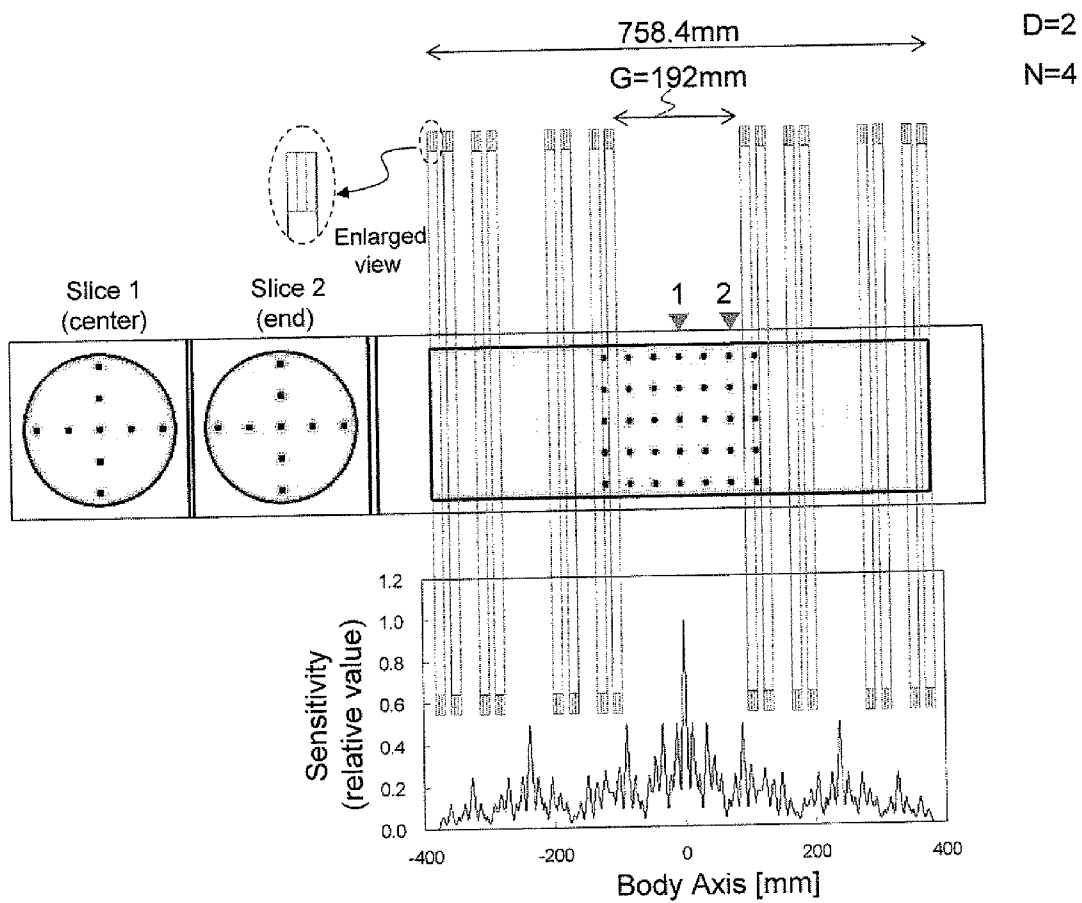 758.4mm
D=2
G=192mm
N=4
Enlarged
view
Slice 1
(center)
Slice 2
(end)
1 2
1.2
1.0
0.8
0.6
0.4
0.2
0.0
Sensitivity
(relative value)
-400 -200 0 200 400
Body Axis [mm]